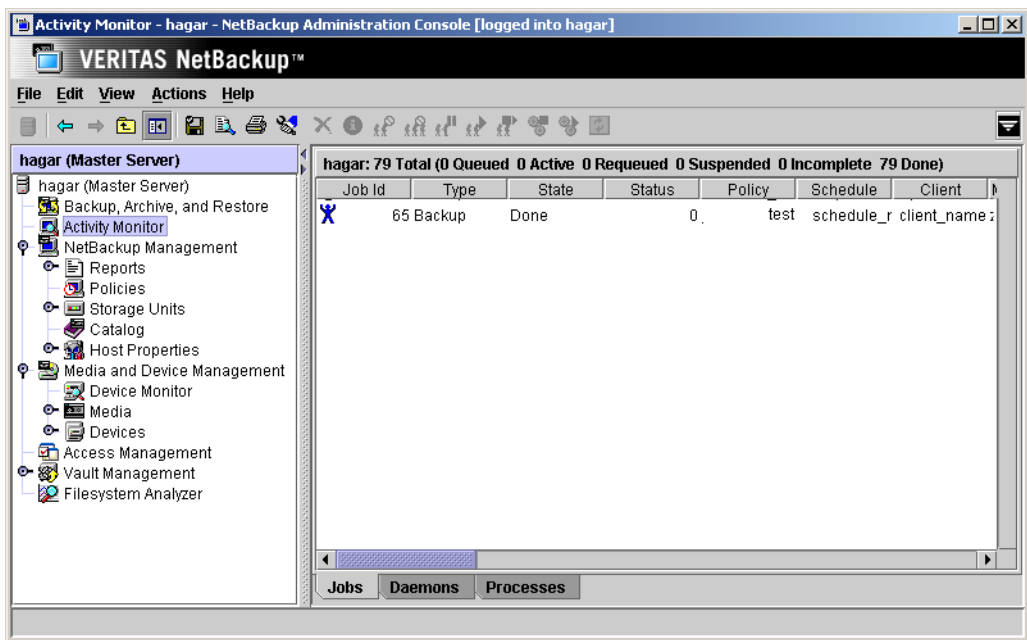 Activity Monitor - hagar - NetBackup Administration Console [logged into hagar]
VERITAS NetBackup™
File Edit View Actions Help
hagar (Master Server)
hagar (Master Server)
Backup, Archive, and Restore
Activity Monitor
NetBackup Management
Reports
Policies
Storage Units
Catalog
Host Properties
Media and Device Management
Device Monitor
Media
Devices
Access Management
Vault Management
Filesystem Analyzer
hagar: 79 Total (0 Queued 0 Active 0 Requeued 0 Suspended 0 Incomplete 79 Done)
Job Id Type State Status Policy Schedule Client
65 Backup Done 0 test schedule_r client_name
Jobs Daemons Processes